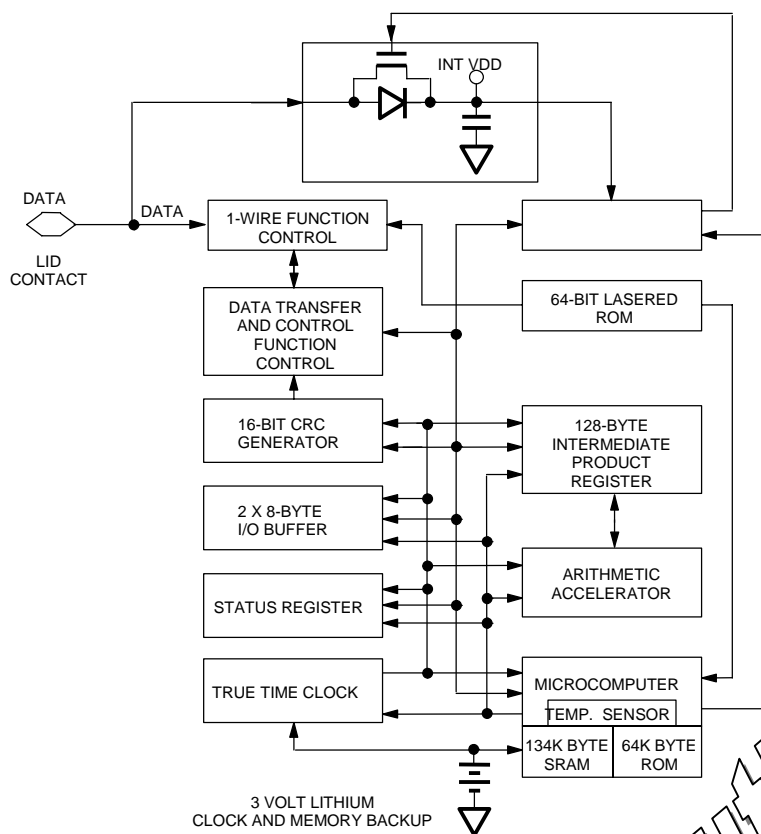 INT VDD
DATA
DATA
LID
CONTACT
1-WIRE FUNCTION
CONTROL
64-BIT LASERED
ROM
DATA TRANSFER
AND CONTROL
FUNCTION
CONTROL
16-BIT CRC
GENERATOR
128-BYTE
INTERMEDIATE
PRODUCT
REGISTER
2 X 8-BYTE
I/O BUFFER
ARITHMETIC
ACCELERATOR
STATUS REGISTER
TRUE TIME CLOCK
MICROCOMPUTER
TEMP. SENSOR
134K BYTE
SRAM
64K BYTE
ROM
3 VOLT LITHIUM
CLOCK AND MEMORY BACKUP